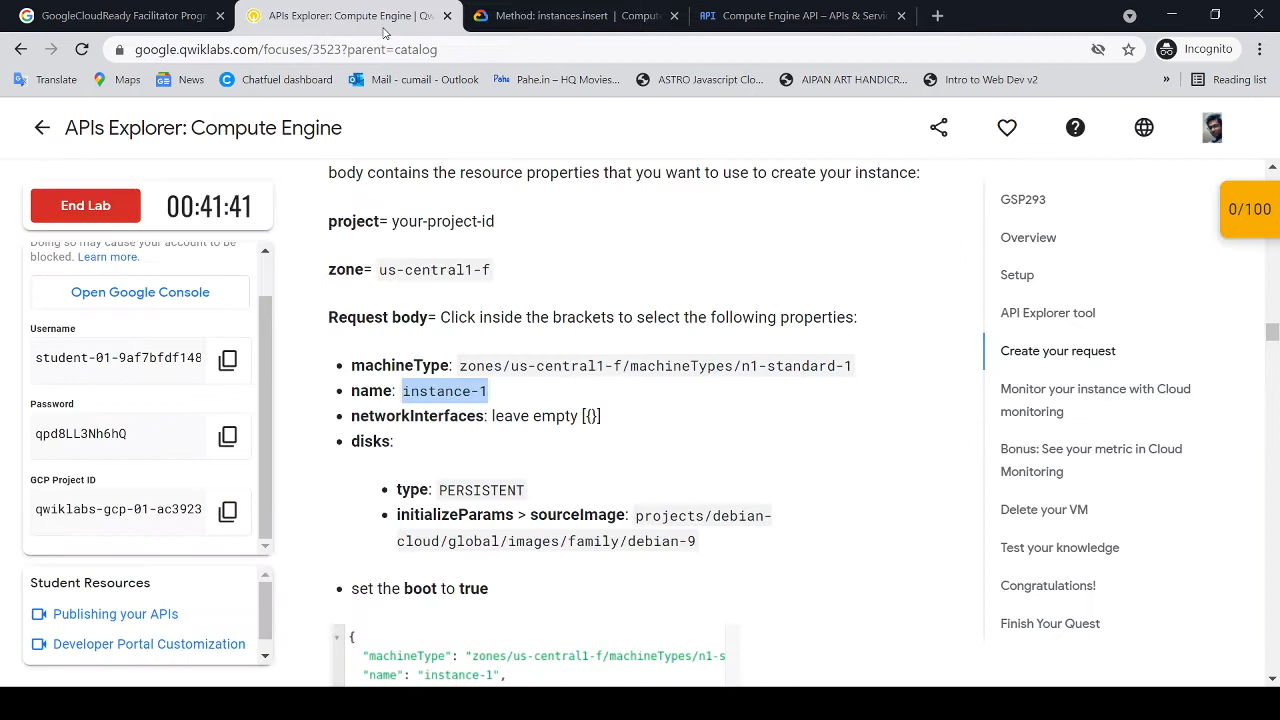 GoogleCloudReady Facilitator Progr
APIs Explorer: Compute Engine | Qw
Method: instances.insert | Comput
API Compute Engine API – APIs & Servic
google.qwiklabs.com/focuses/3523?parent=catalog
Incognito
Translate
Maps
News
Chatfuel dashboard
Mail - cumail - Outlook
Pahe Pahe.in – HQ Movies...
ASTRO Javascript Clo...
AIPAN ART HANDICR...
Intro to Web Dev v2
»
Reading list
APIs Explorer: Compute Engine
End Lab
00:41:41
Doing so may cause your account to be
blocked. Learn more.
Open Google Console
Username
student-01-9af7bfdf148
Password
qpd8LL3Nh6hQ
GCP Project ID
qwiklabs-gcp-01-ac3923
Student Resources
Publishing your APIs
Developer Portal Customization
body contains the resource properties that you want to use to create your instance:
project= your-project-id
zone= us-central1-f
Request body= Click inside the brackets to select the following properties:
• machineType: zones/us-central1-f/machineTypes/n1-standard-1
• name: instance-1
• networkInterfaces: leave empty [{}]
• disks:
• type: PERSISTENT
• initializeParams > sourceImage: projects/debian-
cloud/global/images/family/debian-9
• set the boot to true
{
"machineType": "zones/us-central1-f/machineTypes/n1-s
"name": "instance-1",
GSP293
Overview
Setup
API Explorer tool
Create your request
Monitor your instance with Cloud
monitoring
Bonus: See your metric in Cloud
Monitoring
Delete your VM
Test your knowledge
Congratulations!
Finish Your Quest
0/100